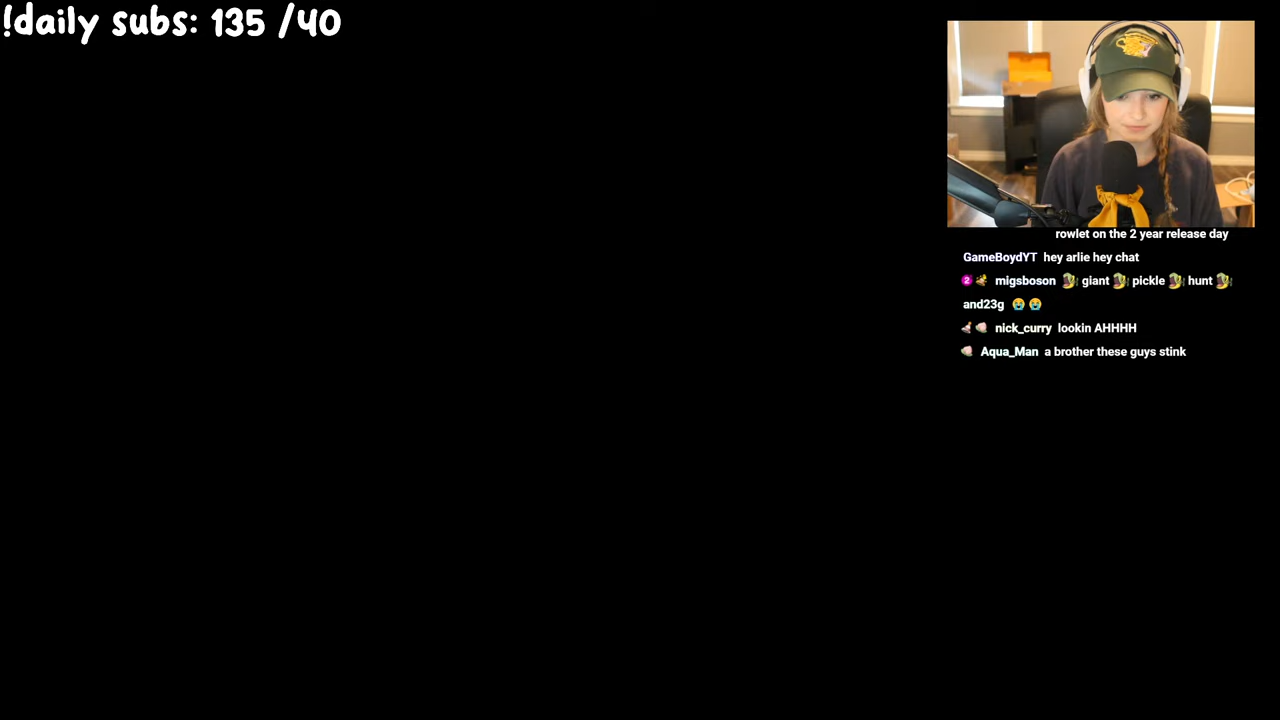 !daily subs: 135 /40
rowlet on the 2 year release day
GameBoydYT hey arlie hey chat
2 migsboson giant pickle hunt
and23g
nick_curry lookin AHHHH
Aqua_Man a brother these guys stink